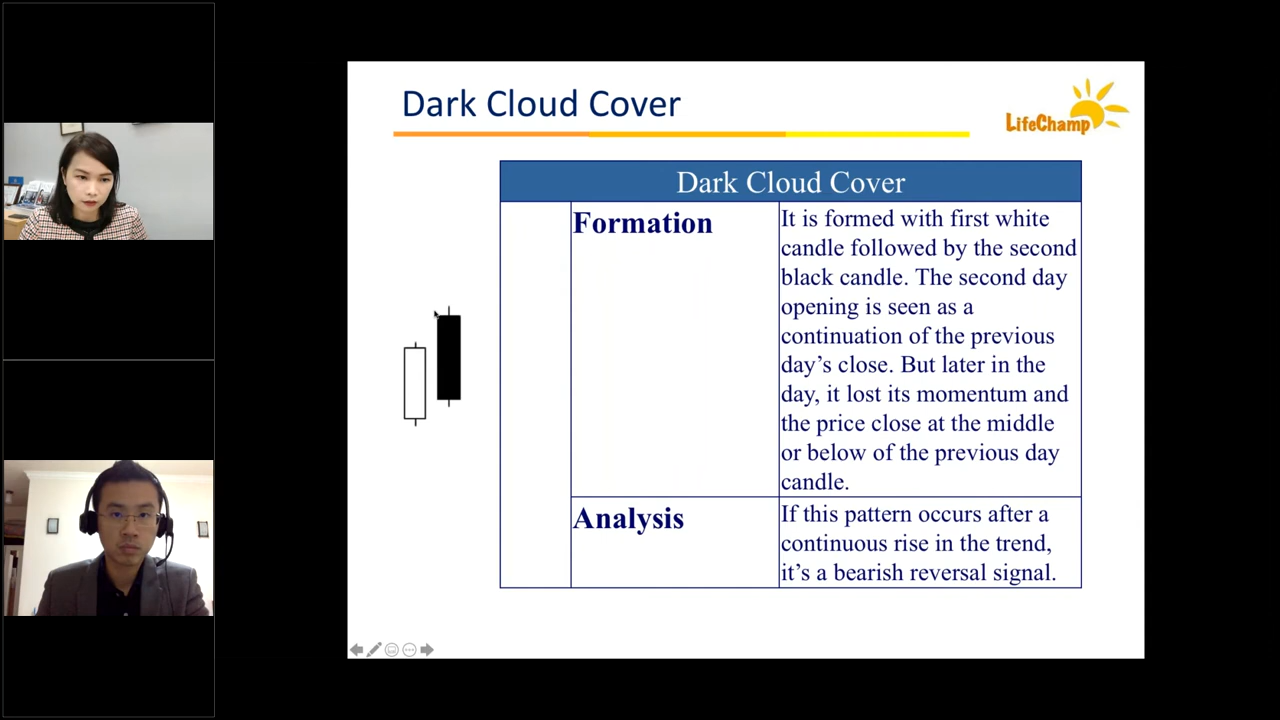 Dark Cloud Cover
LifeChamp
Dark Cloud Cover
Formation
It is formed with first white
candle followed by the second
black candle. The second day
opening is seen as a
continuation of the previous
day’s close. But later in the
day, it lost its momentum and
the price close at the middle
or below of the previous day
candle.
Analysis
If this pattern occurs after a
continuous rise in the trend,
it’s a bearish reversal signal.